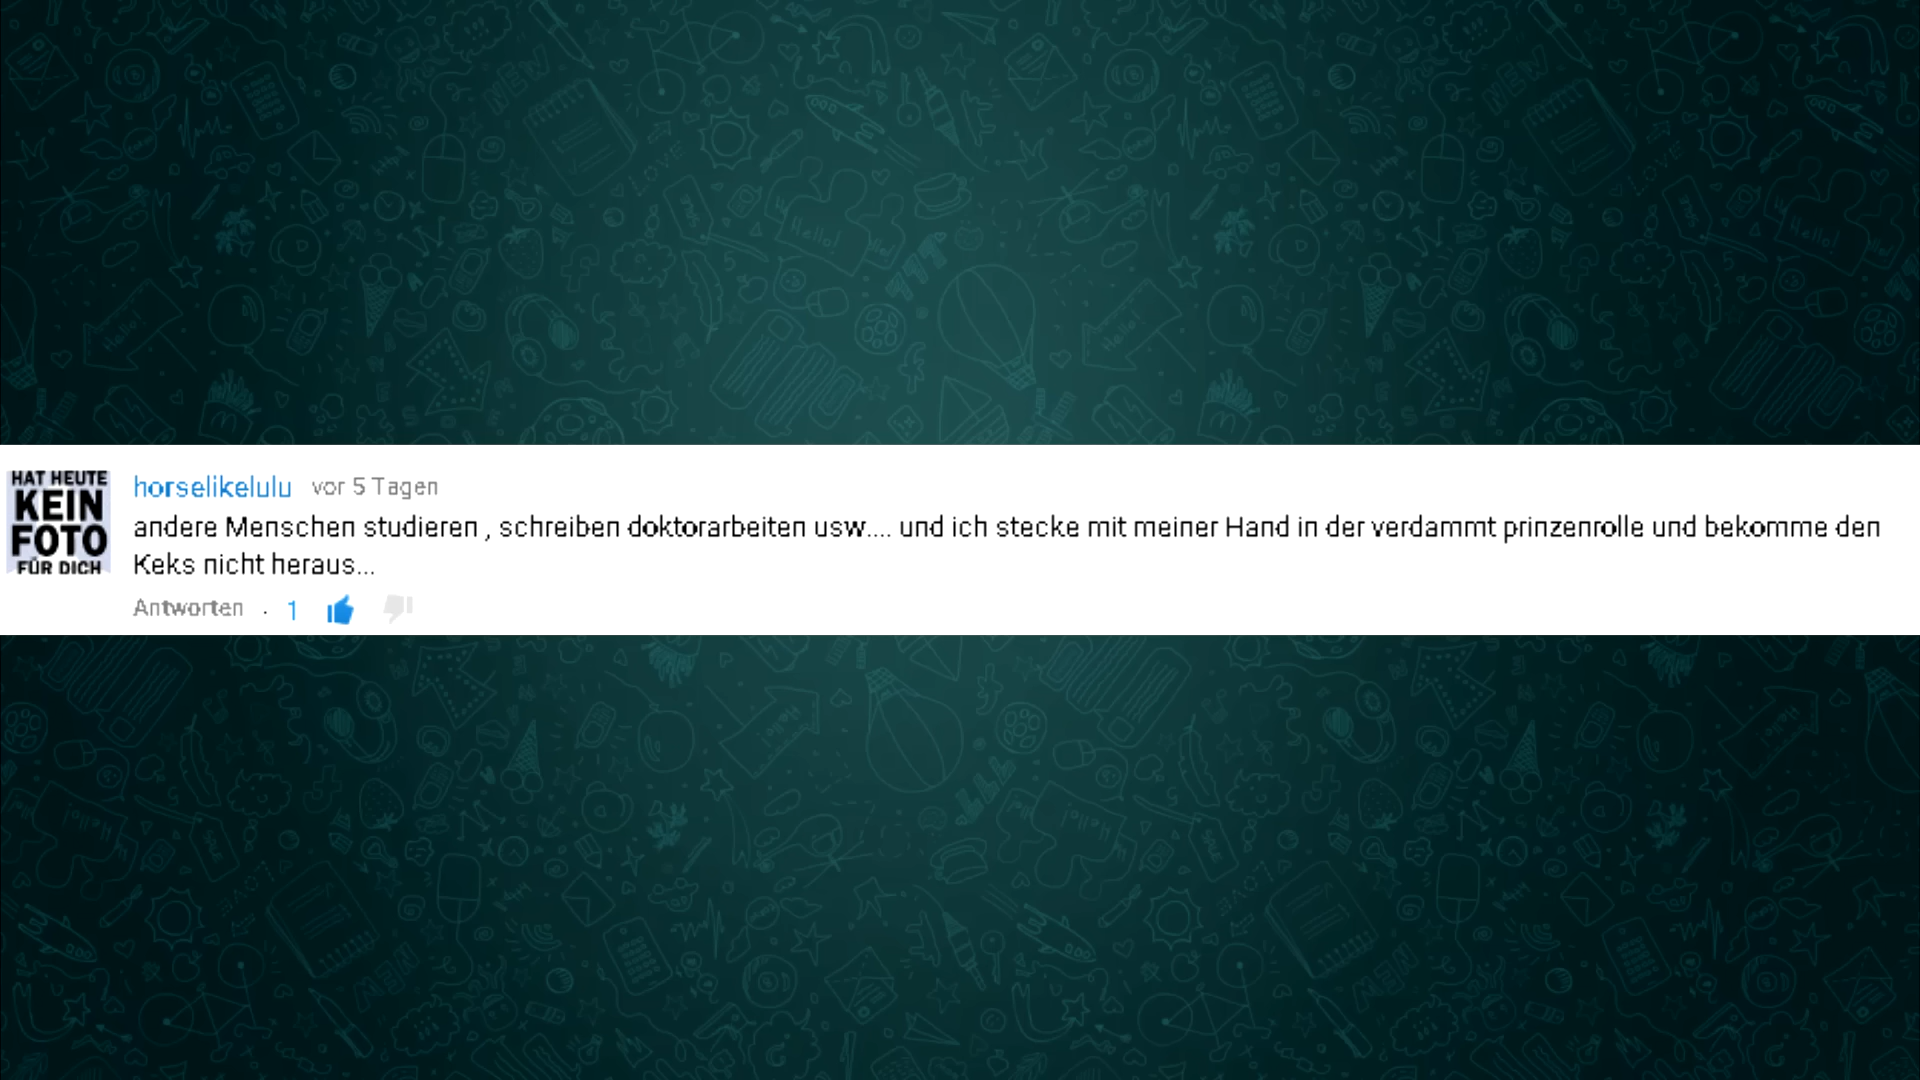 HAT HEUTE
KEIN
FOTO
FÜR DICH
horselikelulu vor 5 Tagen
andere Menschen studieren , schreiben doktorarbeiten usw.... und ich stecke mit meiner Hand in der verdammt prinzenrolle und bekomme den
Keks nicht heraus...
Antworten · 1